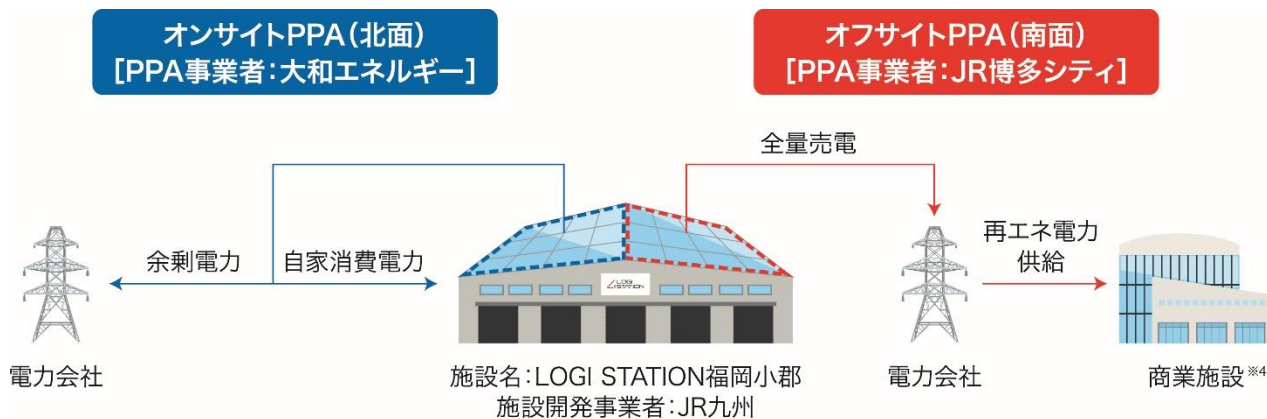 オンサイトPPA(北面)
[PPA事業者:大和エネルギー]
オフサイトPPA(南面)
[PPA事業者:JR博多シティ]
全量売電
余剰電力
自家消費電力
再エネ電力
供給
LOGI
STATION
電力会社
施設名:LOGI STATION福岡小郡
施設開発事業者:JR九州
電力会社
商業施設※4